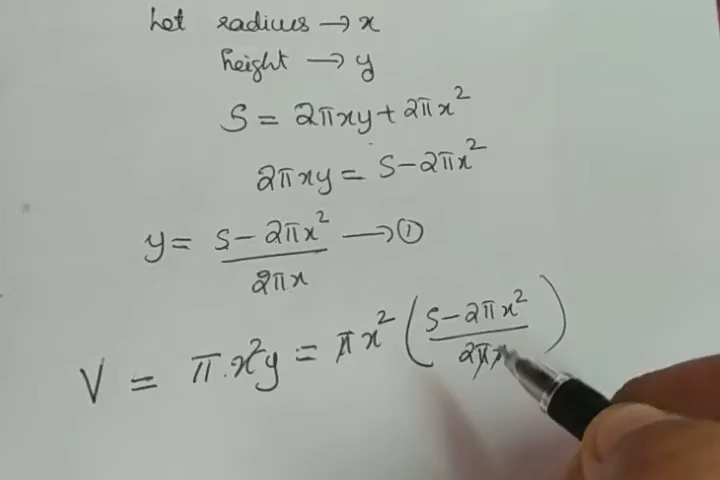 Let radius → x
height → y
S = 2πxy + 2πx²
2πxy = S − 2πx²
y = (S − 2πx²) / (2πx) → ①
V = π.x²y = πx² ((S − 2πx²) / (2πx))